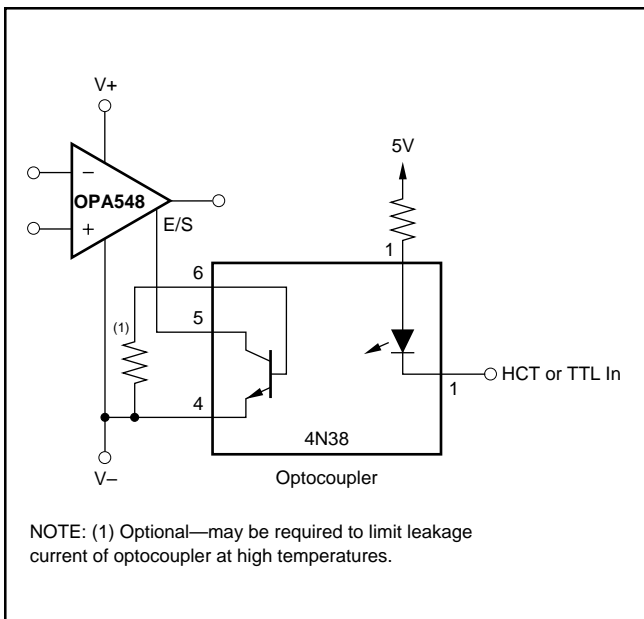 V+
5V
−
OPA548
+
E/S
1
6
(1)
5
4
1
HCT or TTL In
4N38
V−
Optocoupler
NOTE: (1) Optional—may be required to limit leakage
current of optocoupler at high temperatures.